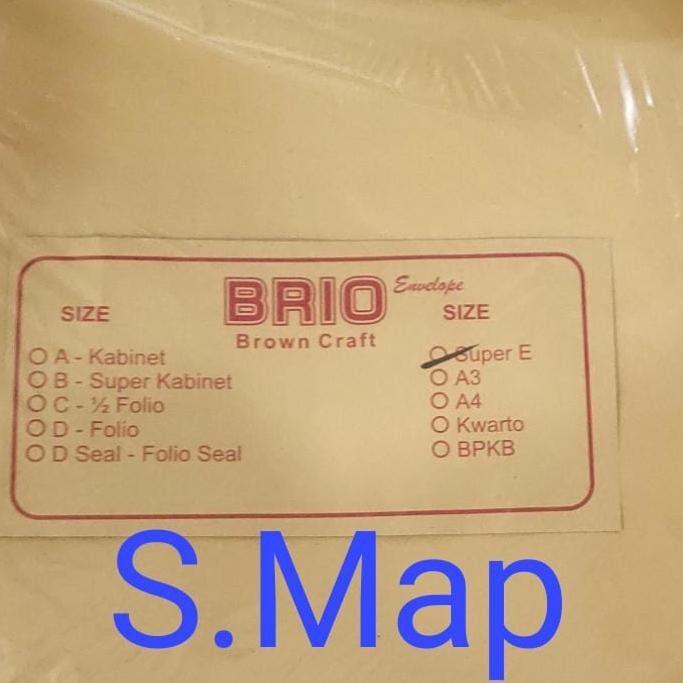 BRIO Envelope
Brown Craft
SIZE
O A - Kabinet
O B - Super Kabinet
O C - ½ Folio
O D - Folio
O D Seal - Folio Seal
SIZE
O Super E
O A3
O A4
O Kwarto
O BPKB
S.Map